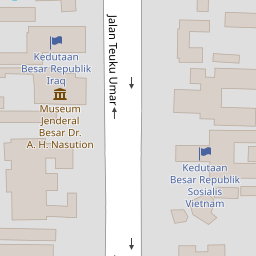 Jalan Teuku Umar
Kedutaan
Besar Republik
Iraq
Museum
Jenderal
Besar Dr.
A. H. Nasution
Kedutaan
Besar Republik
Sosialis
Vietnam